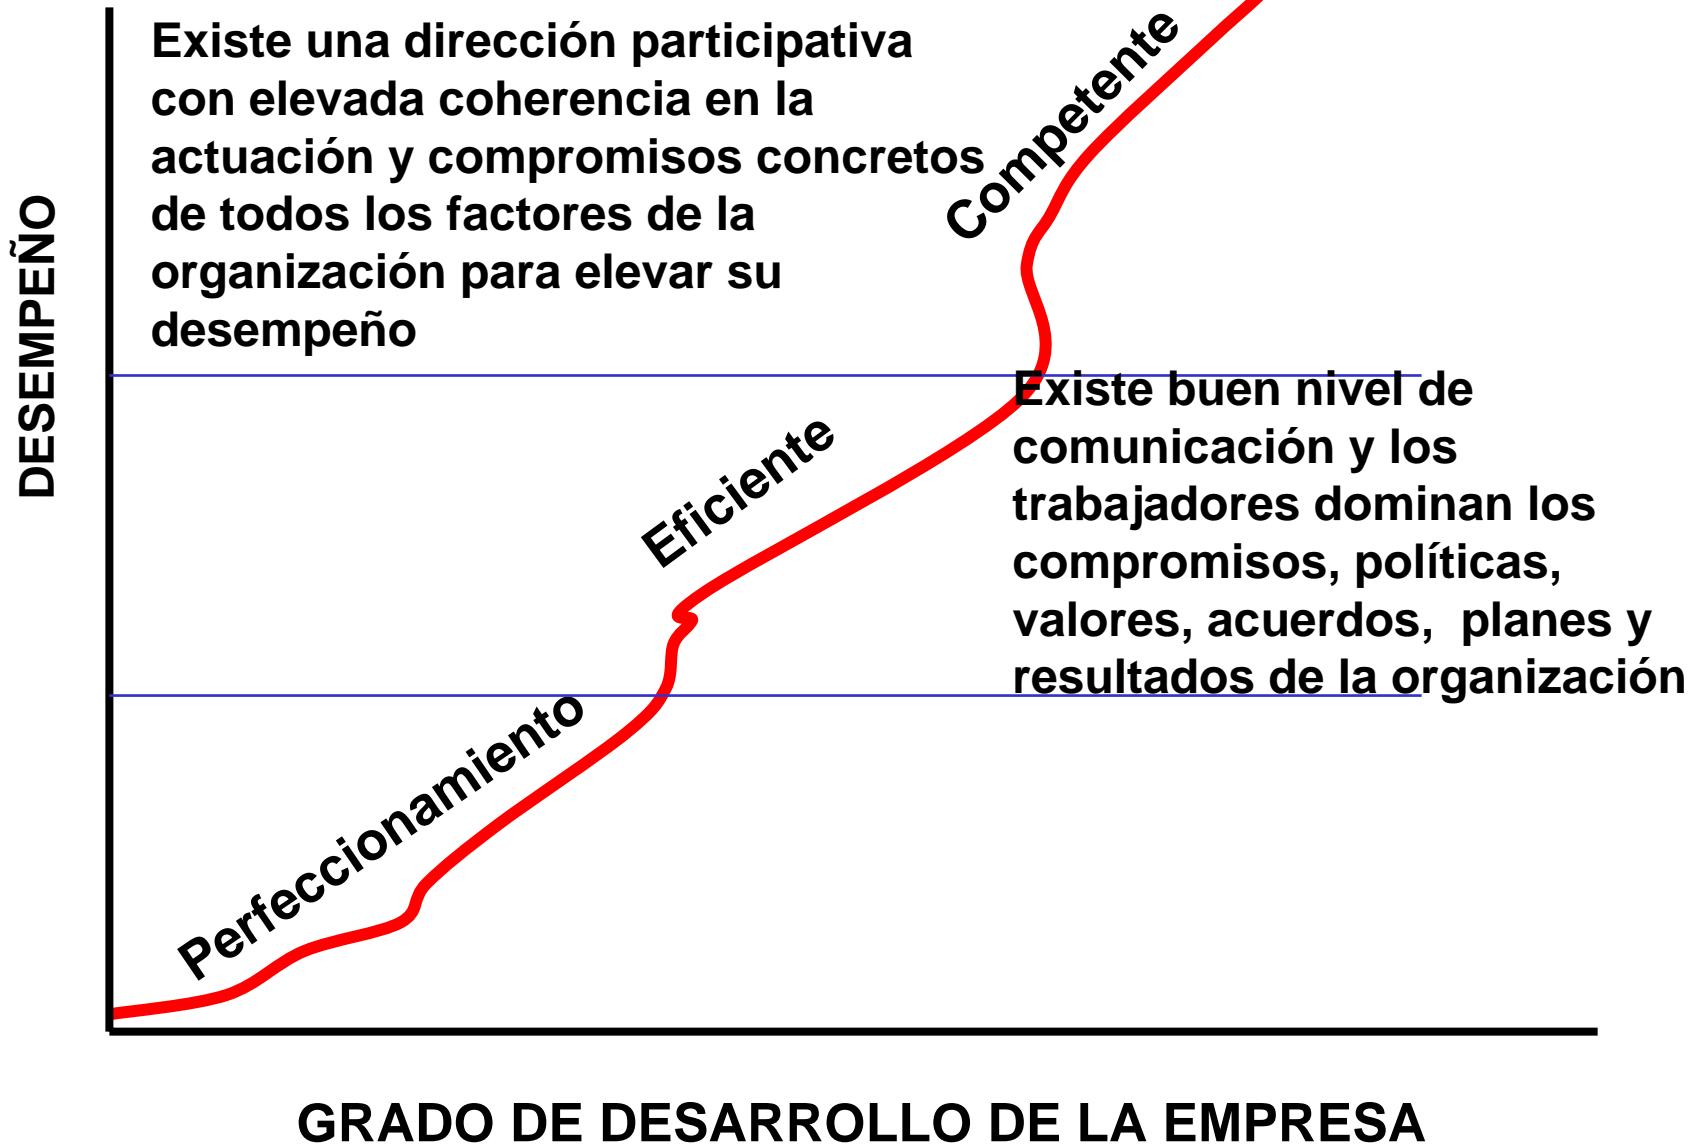 Existe una dirección participativa
con elevada coherencia en la
actuación y compromisos concretos
de todos los factores de la
organización para elevar su
desempeño
Competente
DESEMPEÑO
Existe buen nivel de
comunicación y los
trabajadores dominan los
compromisos, políticas,
valores, acuerdos,  planes y
resultados de la organización
Eficiente
Perfeccionamiento
GRADO DE DESARROLLO DE LA EMPRESA